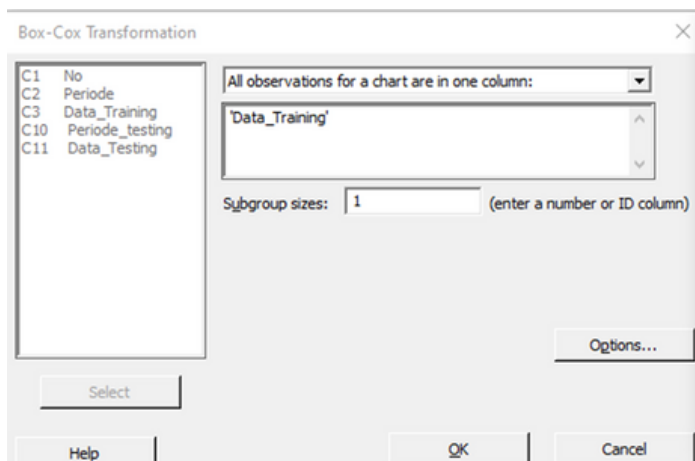 Box-Cox Transformation
C1 No
C2 Periode
C3 Data_Training
C10 Periode_testing
C11 Data_Testing
All observations for a chart are in one column:
'Data_Training'
Subgroup sizes: 1 (enter a number or ID column)
Options...
Select
Help
OK
Cancel